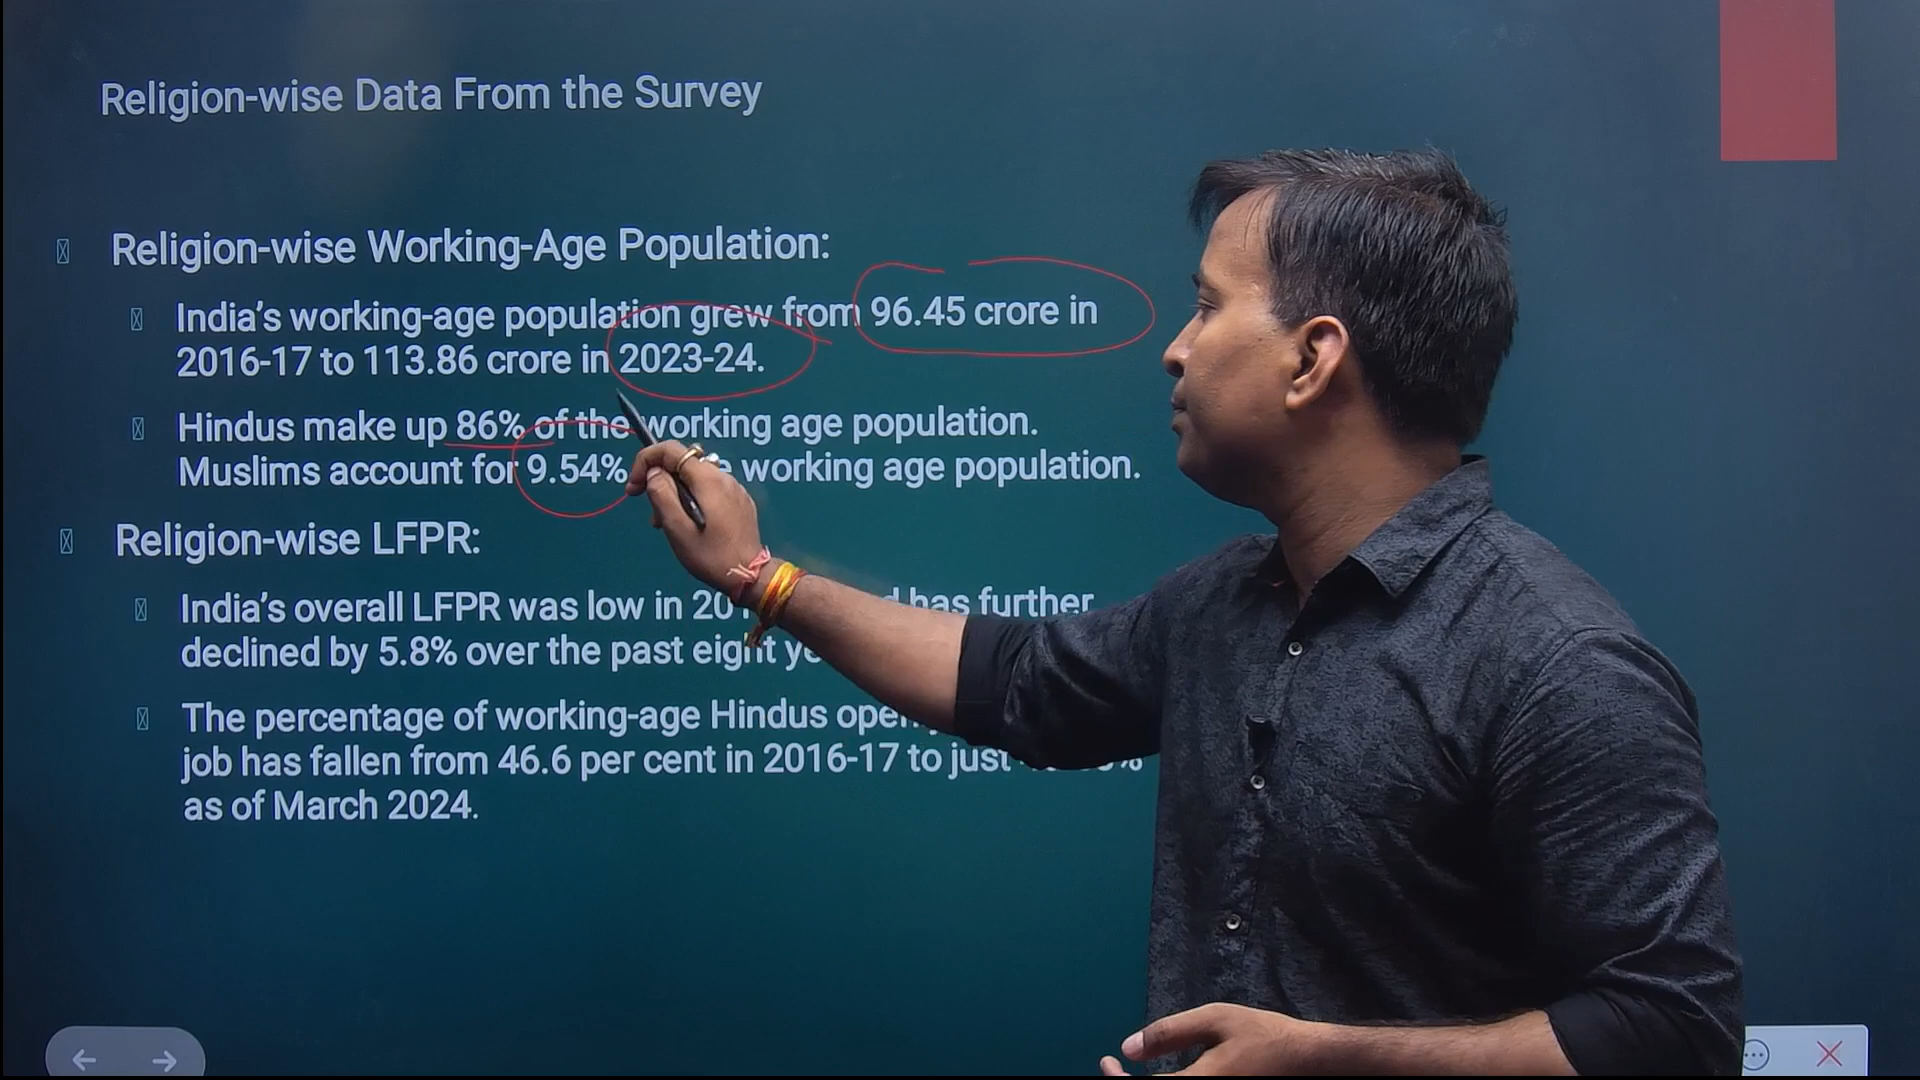 Religion-wise Data From the Survey
Religion-wise Working-Age Population:
India's working-age population grew from 96.45 crore in
2016-17 to 113.86 crore in 2023-24.
Hindus make up 86% of the working age population.
Muslims account for 9.54% working age population.
Religion-wise LFPR:
India's overall LFPR was low in has further
declined by 5.8% over the past eight
The percentage of working-age Hindus
job has fallen from 46.6 per cent in 2016-17 to just
as of March 2024.